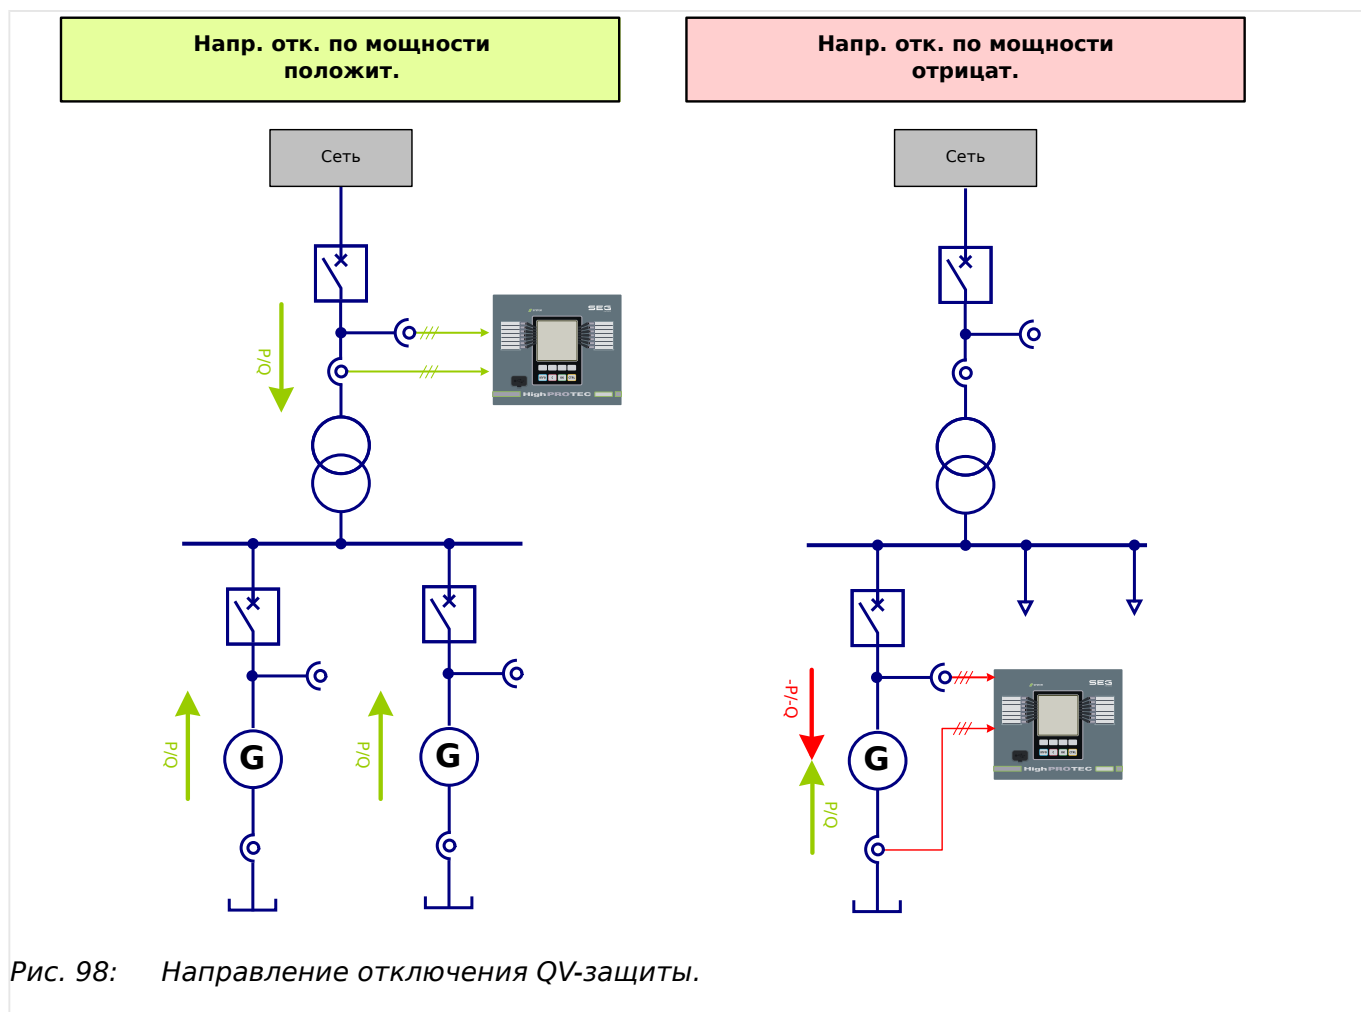 Напр. отк. по мощности
положит.
Напр. отк. по мощности
отрицат.
Сеть
Сеть
P/Q
SEG
HighPROTEC
P/Q
P/Q
G
G
-P/-Q
P/Q
G
SEG
HighPROTEC
Рис. 98: Направление отключения QV-защиты.